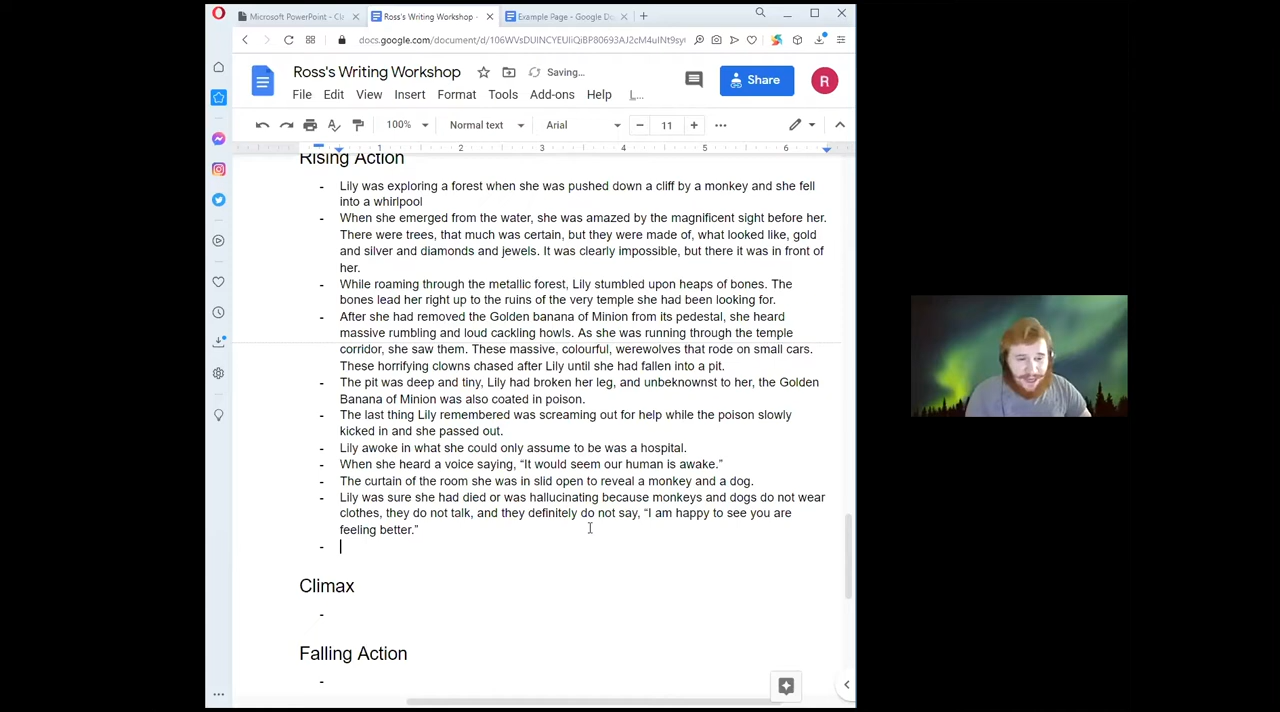 Microsoft PowerPoint - Cl
Ross's Writing Workshop -
Example Page - Google Do
docs.google.com/document/d/106WVsDUINCYEUIiQiBP80693AJ2cM4uINt9sy
Ross's Writing Workshop
Saving...
File Edit View Insert Format Tools Add-ons Help L...
Share
R
100% Normal text Arial 11
1 2 3 4 5 6
Rising Action
- Lily was exploring a forest when she was pushed down a cliff by a monkey and she fell
into a whirlpool
- When she emerged from the water, she was amazed by the magnificent sight before her.
There were trees, that much was certain, but they were made of, what looked like, gold
and silver and diamonds and jewels. It was clearly impossible, but there it was in front of
her.
- While roaming through the metallic forest, Lily stumbled upon heaps of bones. The
bones lead her right up to the ruins of the very temple she had been looking for.
- After she had removed the Golden banana of Minion from its pedestal, she heard
massive rumbling and loud cackling howls. As she was running through the temple
corridor, she saw them. These massive, colourful, werewolves that rode on small cars.
These horrifying clowns chased after Lily until she had fallen into a pit.
- The pit was deep and tiny, Lily had broken her leg, and unbeknownst to her, the Golden
Banana of Minion was also coated in poison.
- The last thing Lily remembered was screaming out for help while the poison slowly
kicked in and she passed out.
- Lily awoke in what she could only assume to be was a hospital.
- When she heard a voice saying, “It would seem our human is awake.”
- The curtain of the room she was in slid open to reveal a monkey and a dog.
- Lily was sure she had died or was hallucinating because monkeys and dogs do not wear
clothes, they do not talk, and they definitely do not say, “I am happy to see you are
feeling better.”
-
Climax
-
Falling Action
-